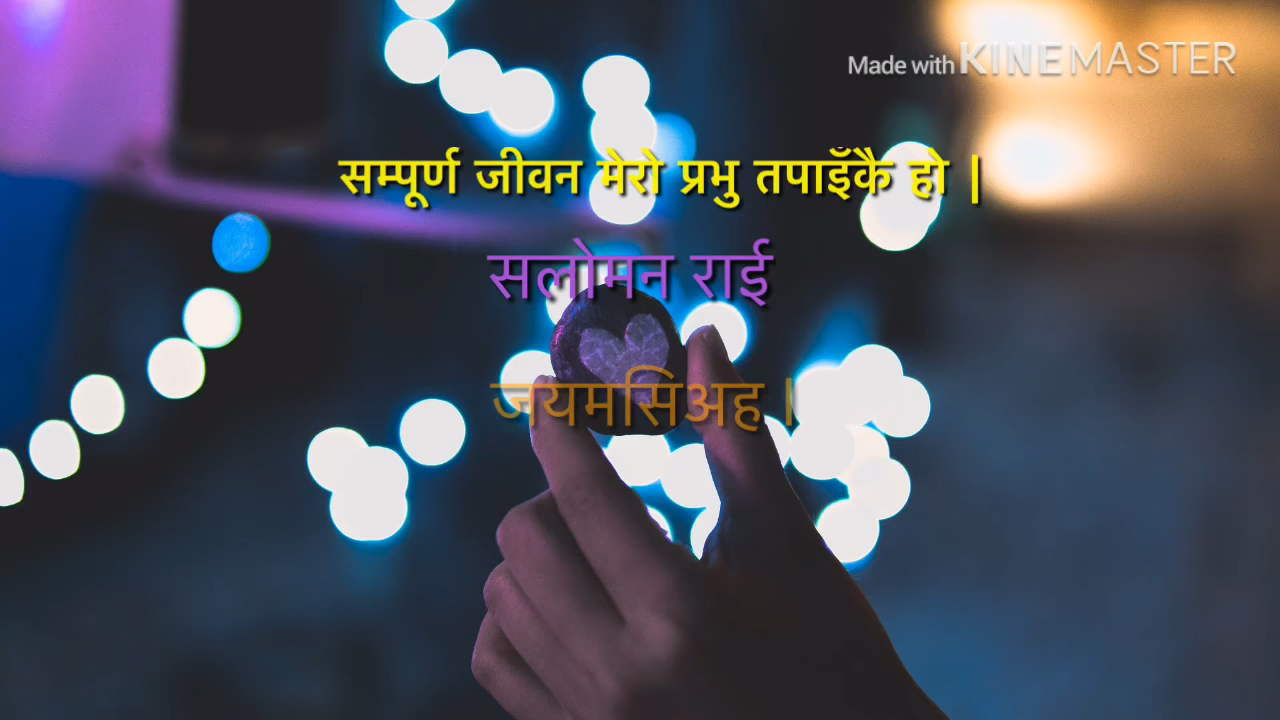 Made with KINEMASTER
सम्पूर्ण जीवन मेरो प्रभु तपाइँकै हो |
सलोमन राई
जयमसिअह |